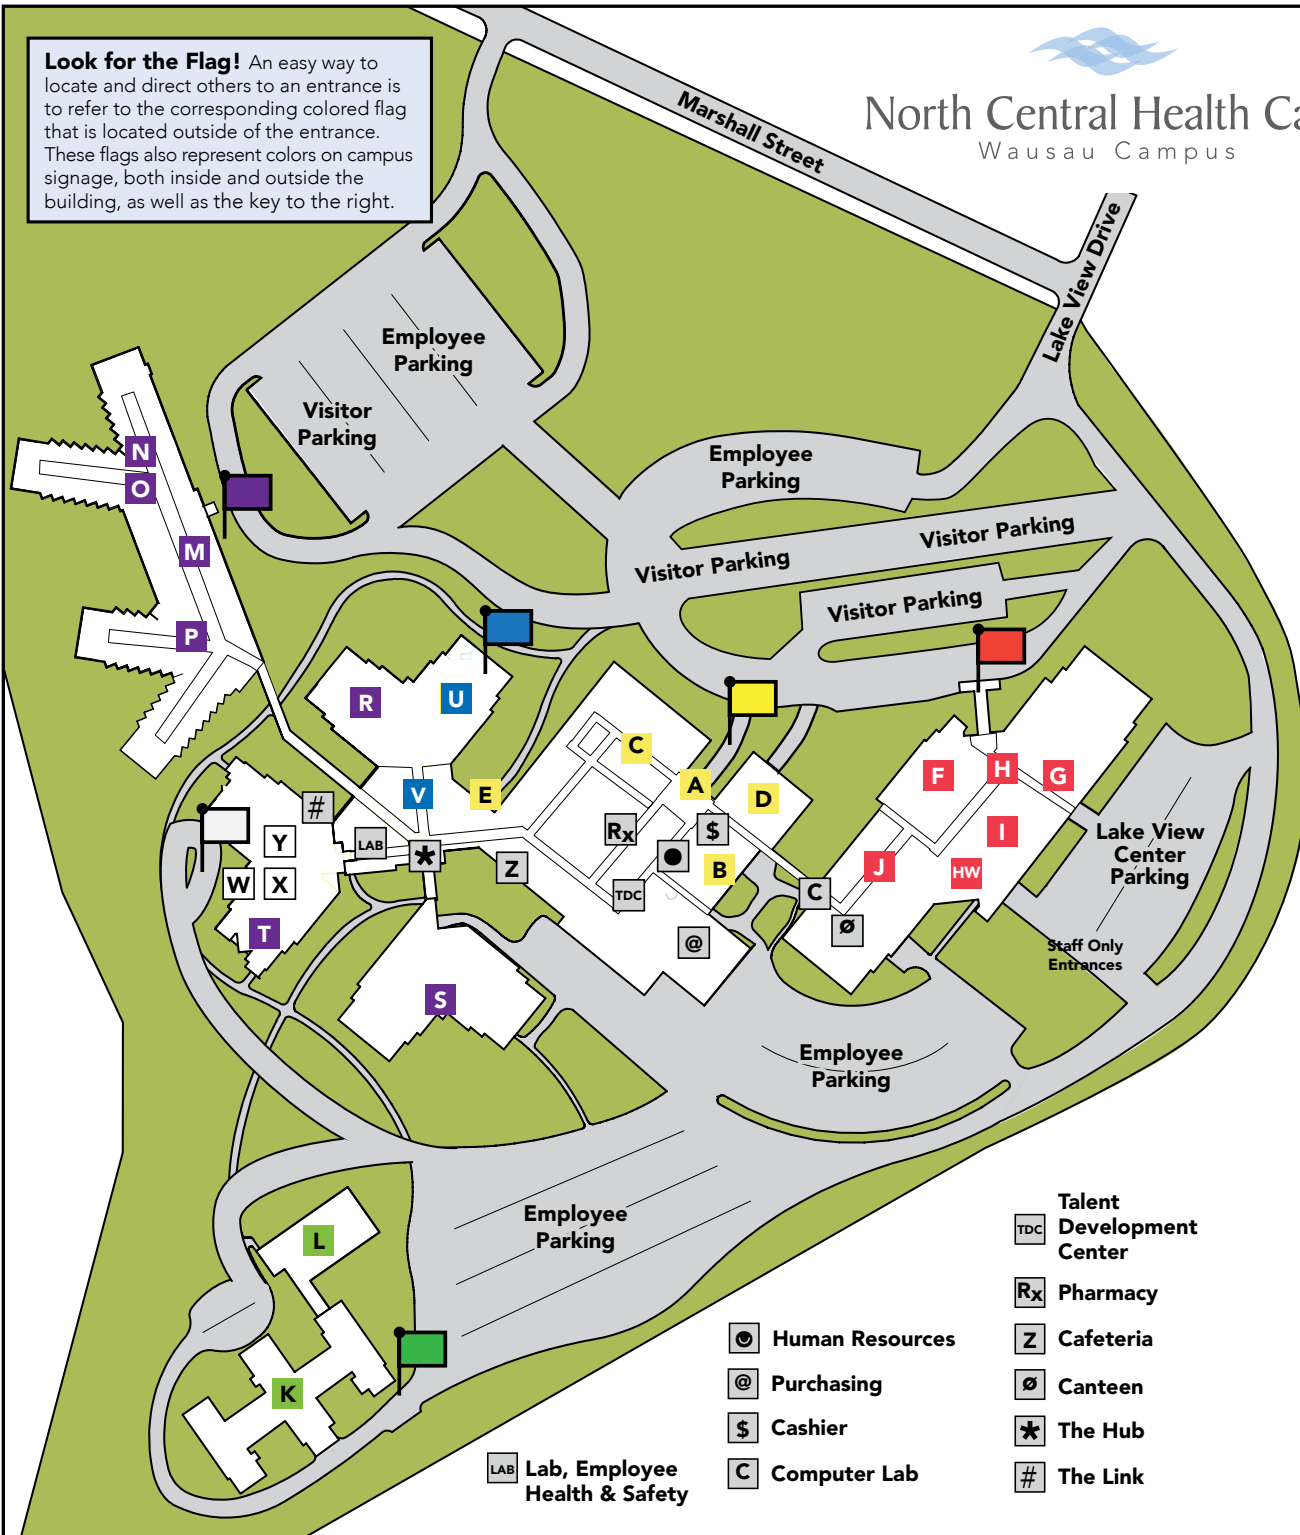 Look for the Flag! An easy way to
locate and direct others to an entrance is
to refer to the corresponding colored flag
that is located outside of the entrance.
These flags also represent colors on campus
signage, both inside and outside the
building, as well as the key to the right.
North Central Health Ca
Wausau Campus
Marshall Street
Lake View Drive
Employee
Parking
Visitor
Parking
Employee
Parking
Visitor Parking
Visitor Parking
Visitor Parking
N
O
M
P
R
U
V
E
C
A
D
F
H
G
I
J
HW
Rx
$
B
TDC
@
C
Ø
Z
LAB
*
#
Y
W
X
T
S
Lake View
Center
Parking
Staff Only
Entrances
Employee
Parking
Employee
Parking
L
K
TDC
Talent
Development
Center
Rx Pharmacy
Human Resources
Z Cafeteria
@ Purchasing
Ø Canteen
$ Cashier
* The Hub
C Computer Lab
# The Link
LAB Lab, Employee
Health & Safety